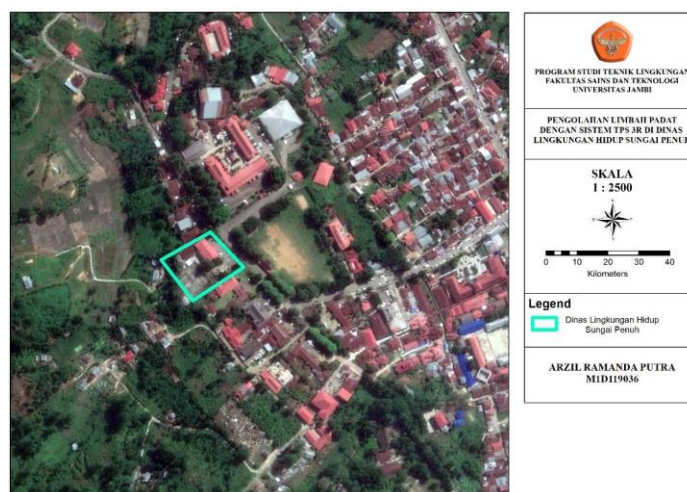 PROGRAM STUDI TEKNIK LINGKUNGAN
FAKULTAS SAINS DAN TEKNOLOGI
UNIVERSITAS JAMBI
PENGOLAHAN LIMBAH PADAT
DENGAN SISTEM TPS 3R DI DINAS
LINGKUNGAN HIDUP SUNGAI PENUH
SKALA
1 : 2500
0 10 20 30 40
Kilometers
Legend
Dinas Lingkungan Hidup
Sungai Penuh
ARZIL RAMANDA PUTRA
M1D119036